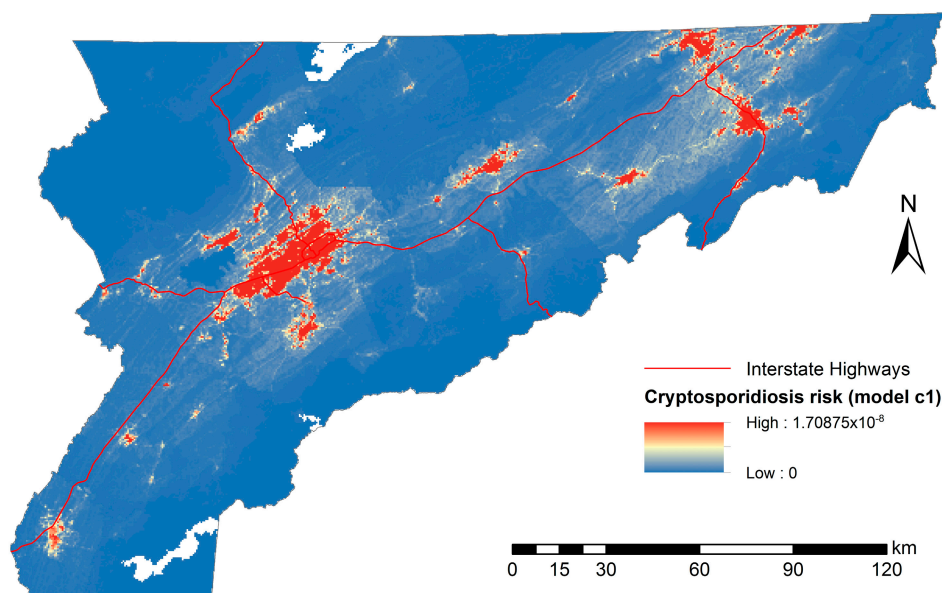 N
Interstate Highways
Cryptosporidiosis risk (model c1)
High : 1.70875x10⁻⁸
Low : 0
km
0 15 30 60 90 120